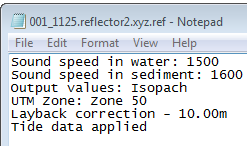 001_1125.reflector2.xyz.ref - Notepad
File Edit Format View Help
Sound speed in water: 1500
Sound speed in sediment: 1600
Output values: Isopach
UTM Zone: Zone 50
Layback correction - 10.00m
Tide data applied